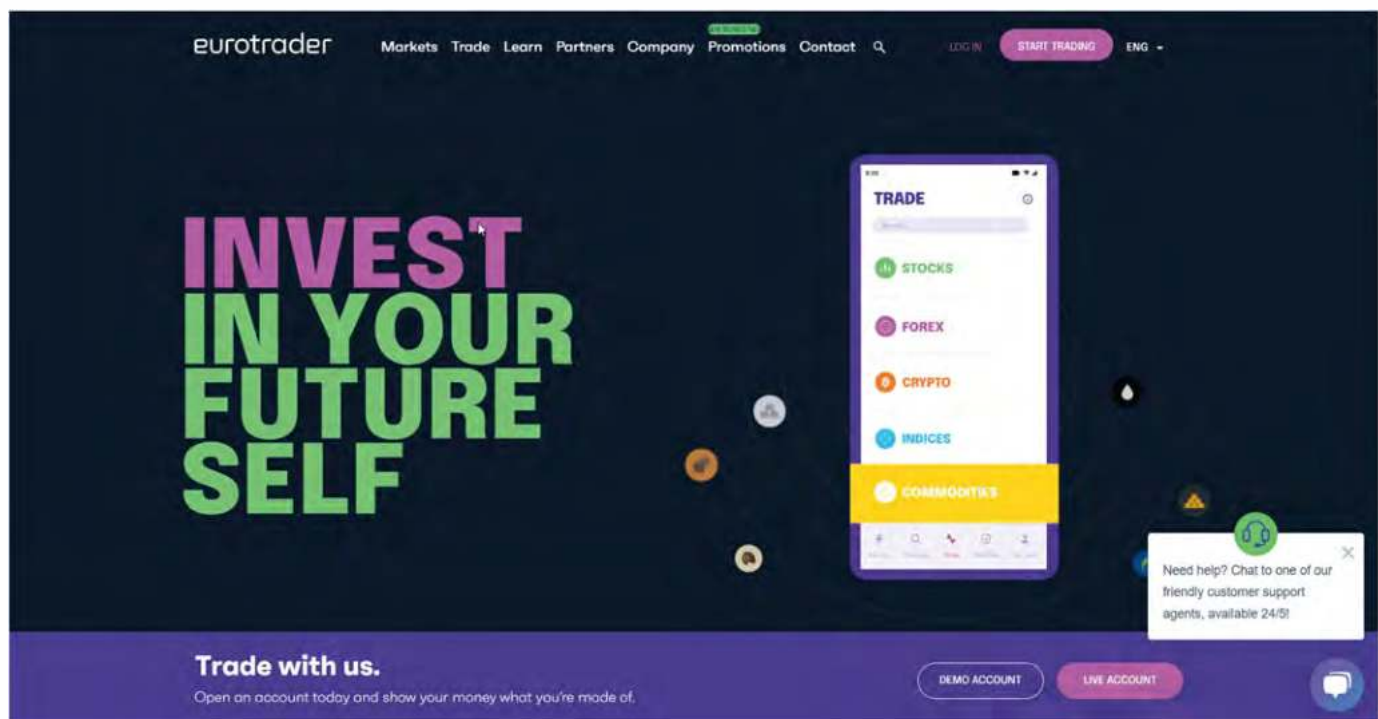 eurotrader
Markets Trade Learn Partners Company Promotions Contact
LOG IN
START TRADING
ENG
INVEST
IN YOUR
FUTURE
SELF
TRADE
STOCKS
FOREX
CRYPTO
INDICES
COMMODITIES
Need help? Chat to one of our
friendly customer support
agents, available 24/5!
Trade with us.
Open an account today and show your money what you're made of.
DEMO ACCOUNT
LIVE ACCOUNT